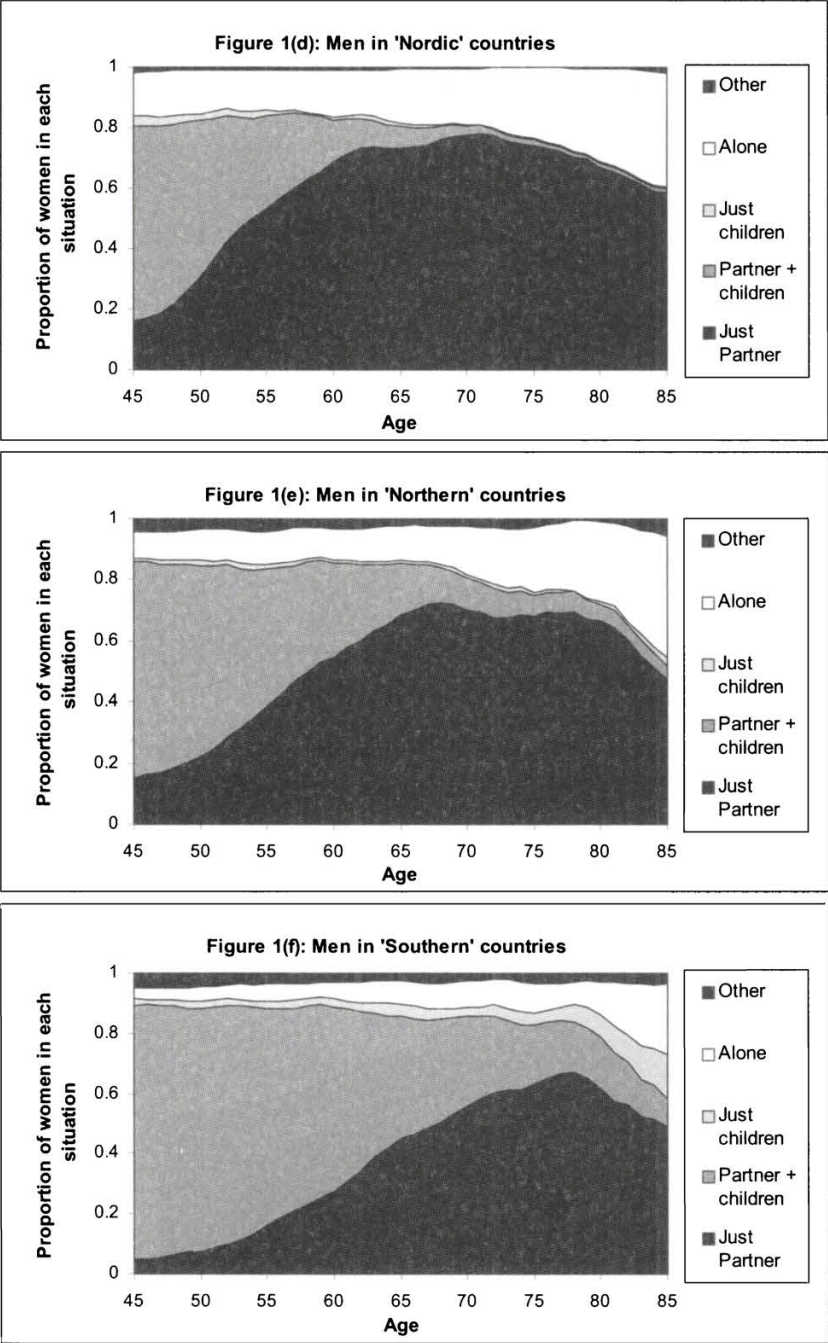 Figure 1(d): Men in 'Nordic' countries
Proportion of women in each
situation
1
0.8
0.6
0.4
0.2
0
45 50 55 60 65 70 75 80 85
Age
Other
Alone
Just
children
Partner +
children
Just
Partner
Figure 1(e): Men in 'Northern' countries
Proportion of women in each
situation
1
0.8
0.6
0.4
0.2
0
45 50 55 60 65 70 75 80 85
Age
Other
Alone
Just
children
Partner +
children
Just
Partner
Figure 1(f): Men in 'Southern' countries
Proportion of women in each
situation
1
0.8
0.6
0.4
0.2
0
45 50 55 60 65 70 75 80 85
Age
Other
Alone
Just
children
Partner +
children
Just
Partner